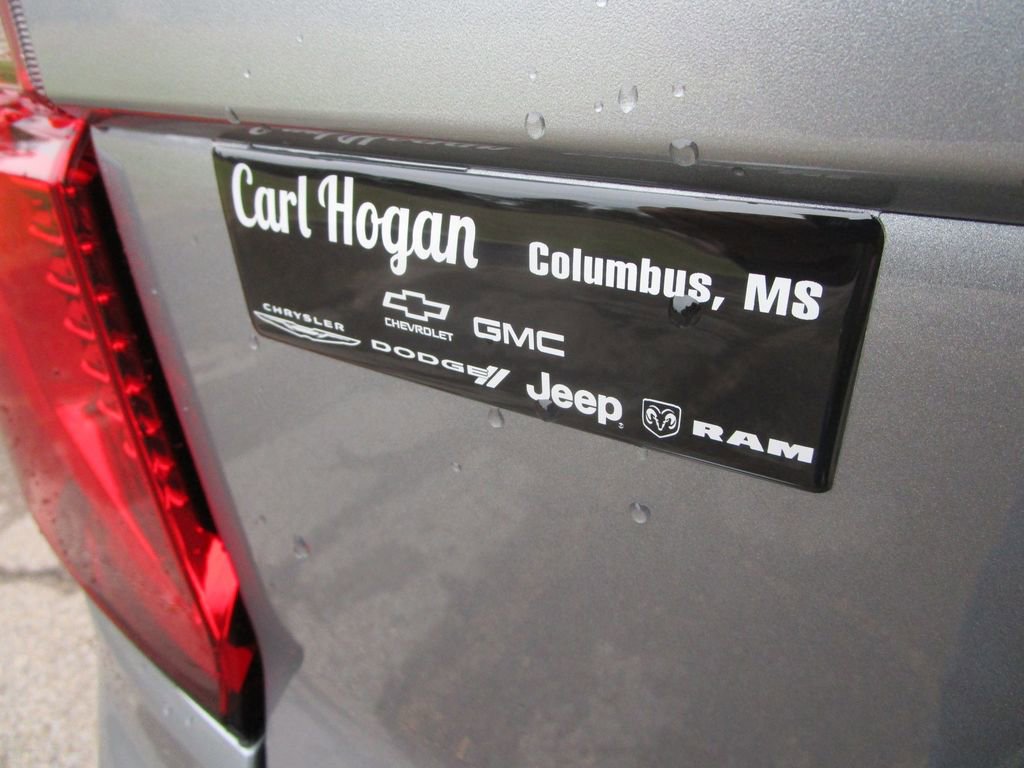 Carl Hogan
Columbus, MS
CHEVROLET GMC
CHRYSLER DODGE Jeep RAM